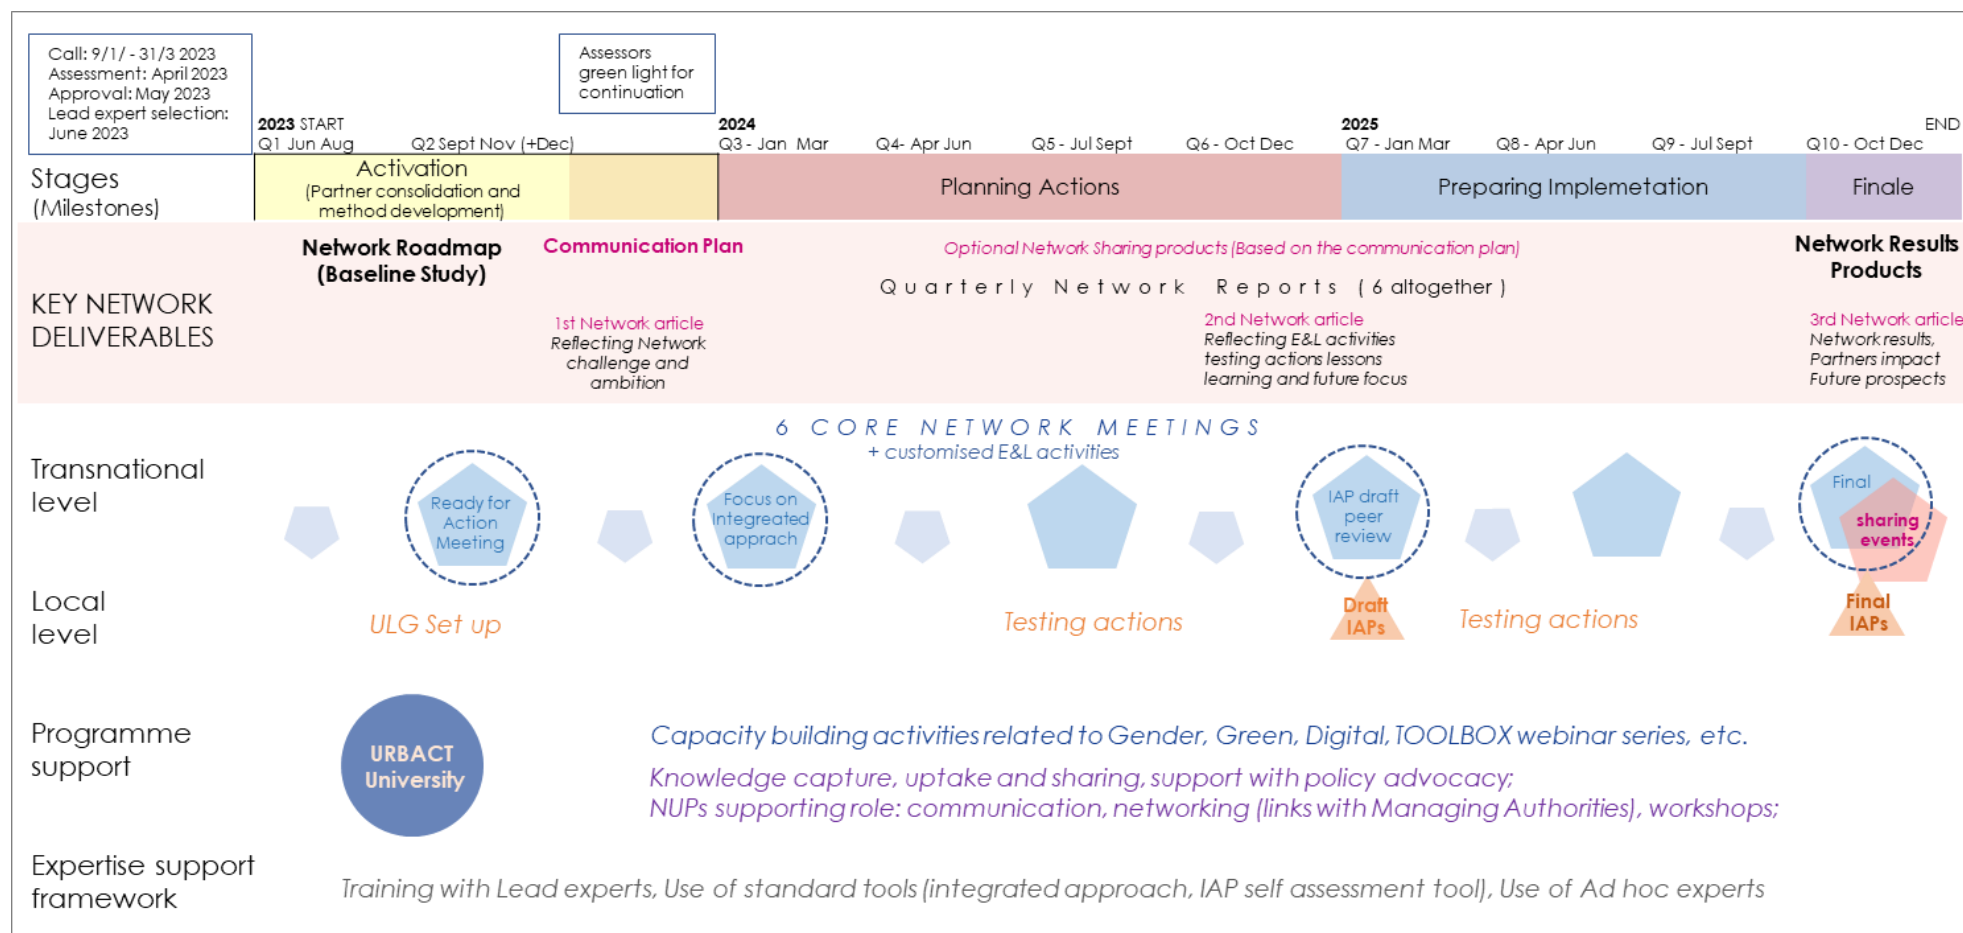 Call: 9/1/ - 31/3 2023
Assessment: April 2023
Approval: May 2023
Lead expert selection:
June 2023
Assessors
green light for
continuation
2023 START
Q1 Jun Aug
Q2 Sept Nov (+Dec)
2024
Q3 - Jan Mar
Q4- Apr Jun
Q5 - Jul Sept
Q6 - Oct Dec
2025
Q7 - Jan Mar
Q8 - Apr Jun
Q9 - Jul Sept
END
Q10 - Oct Dec
Stages
(Milestones)
Activation
(Partner consolidation and
method development)
Planning Actions
Preparing Implemetation
Finale
KEY NETWORK
DELIVERABLES
Network Roadmap
(Baseline Study)
Communication Plan
Optional Network Sharing products (Based on the communication plan)
Quarterly Network Reports (6 altogether)
Network Results
Products
1st Network article
Reflecting Network
challenge and
ambition
2nd Network article
Reflecting E&L activities
testing actions lessons
learning and future focus
3rd Network article
Network results,
Partners impact
Future prospects
Transnational
level
6 CORE NETWORK MEETINGS
+ customised E&L activities
Ready for
Action
Meeting
Focus on
Integreated
apprach
IAP draft
peer
review
Final
sharing
events
Local
level
ULG Set up
Testing actions
Draft
IAPs
Testing actions
Final
IAPs
Programme
support
URBACT
University
Capacity building activities related to Gender, Green, Digital, TOOLBOX webinar series, etc.
Knowledge capture, uptake and sharing, support with policy advocacy;
NUPs supporting role: communication, networking (links with Managing Authorities), workshops;
Expertise support
framework
Training with Lead experts, Use of standard tools (integrated approach, IAP self assessment tool), Use of Ad hoc experts